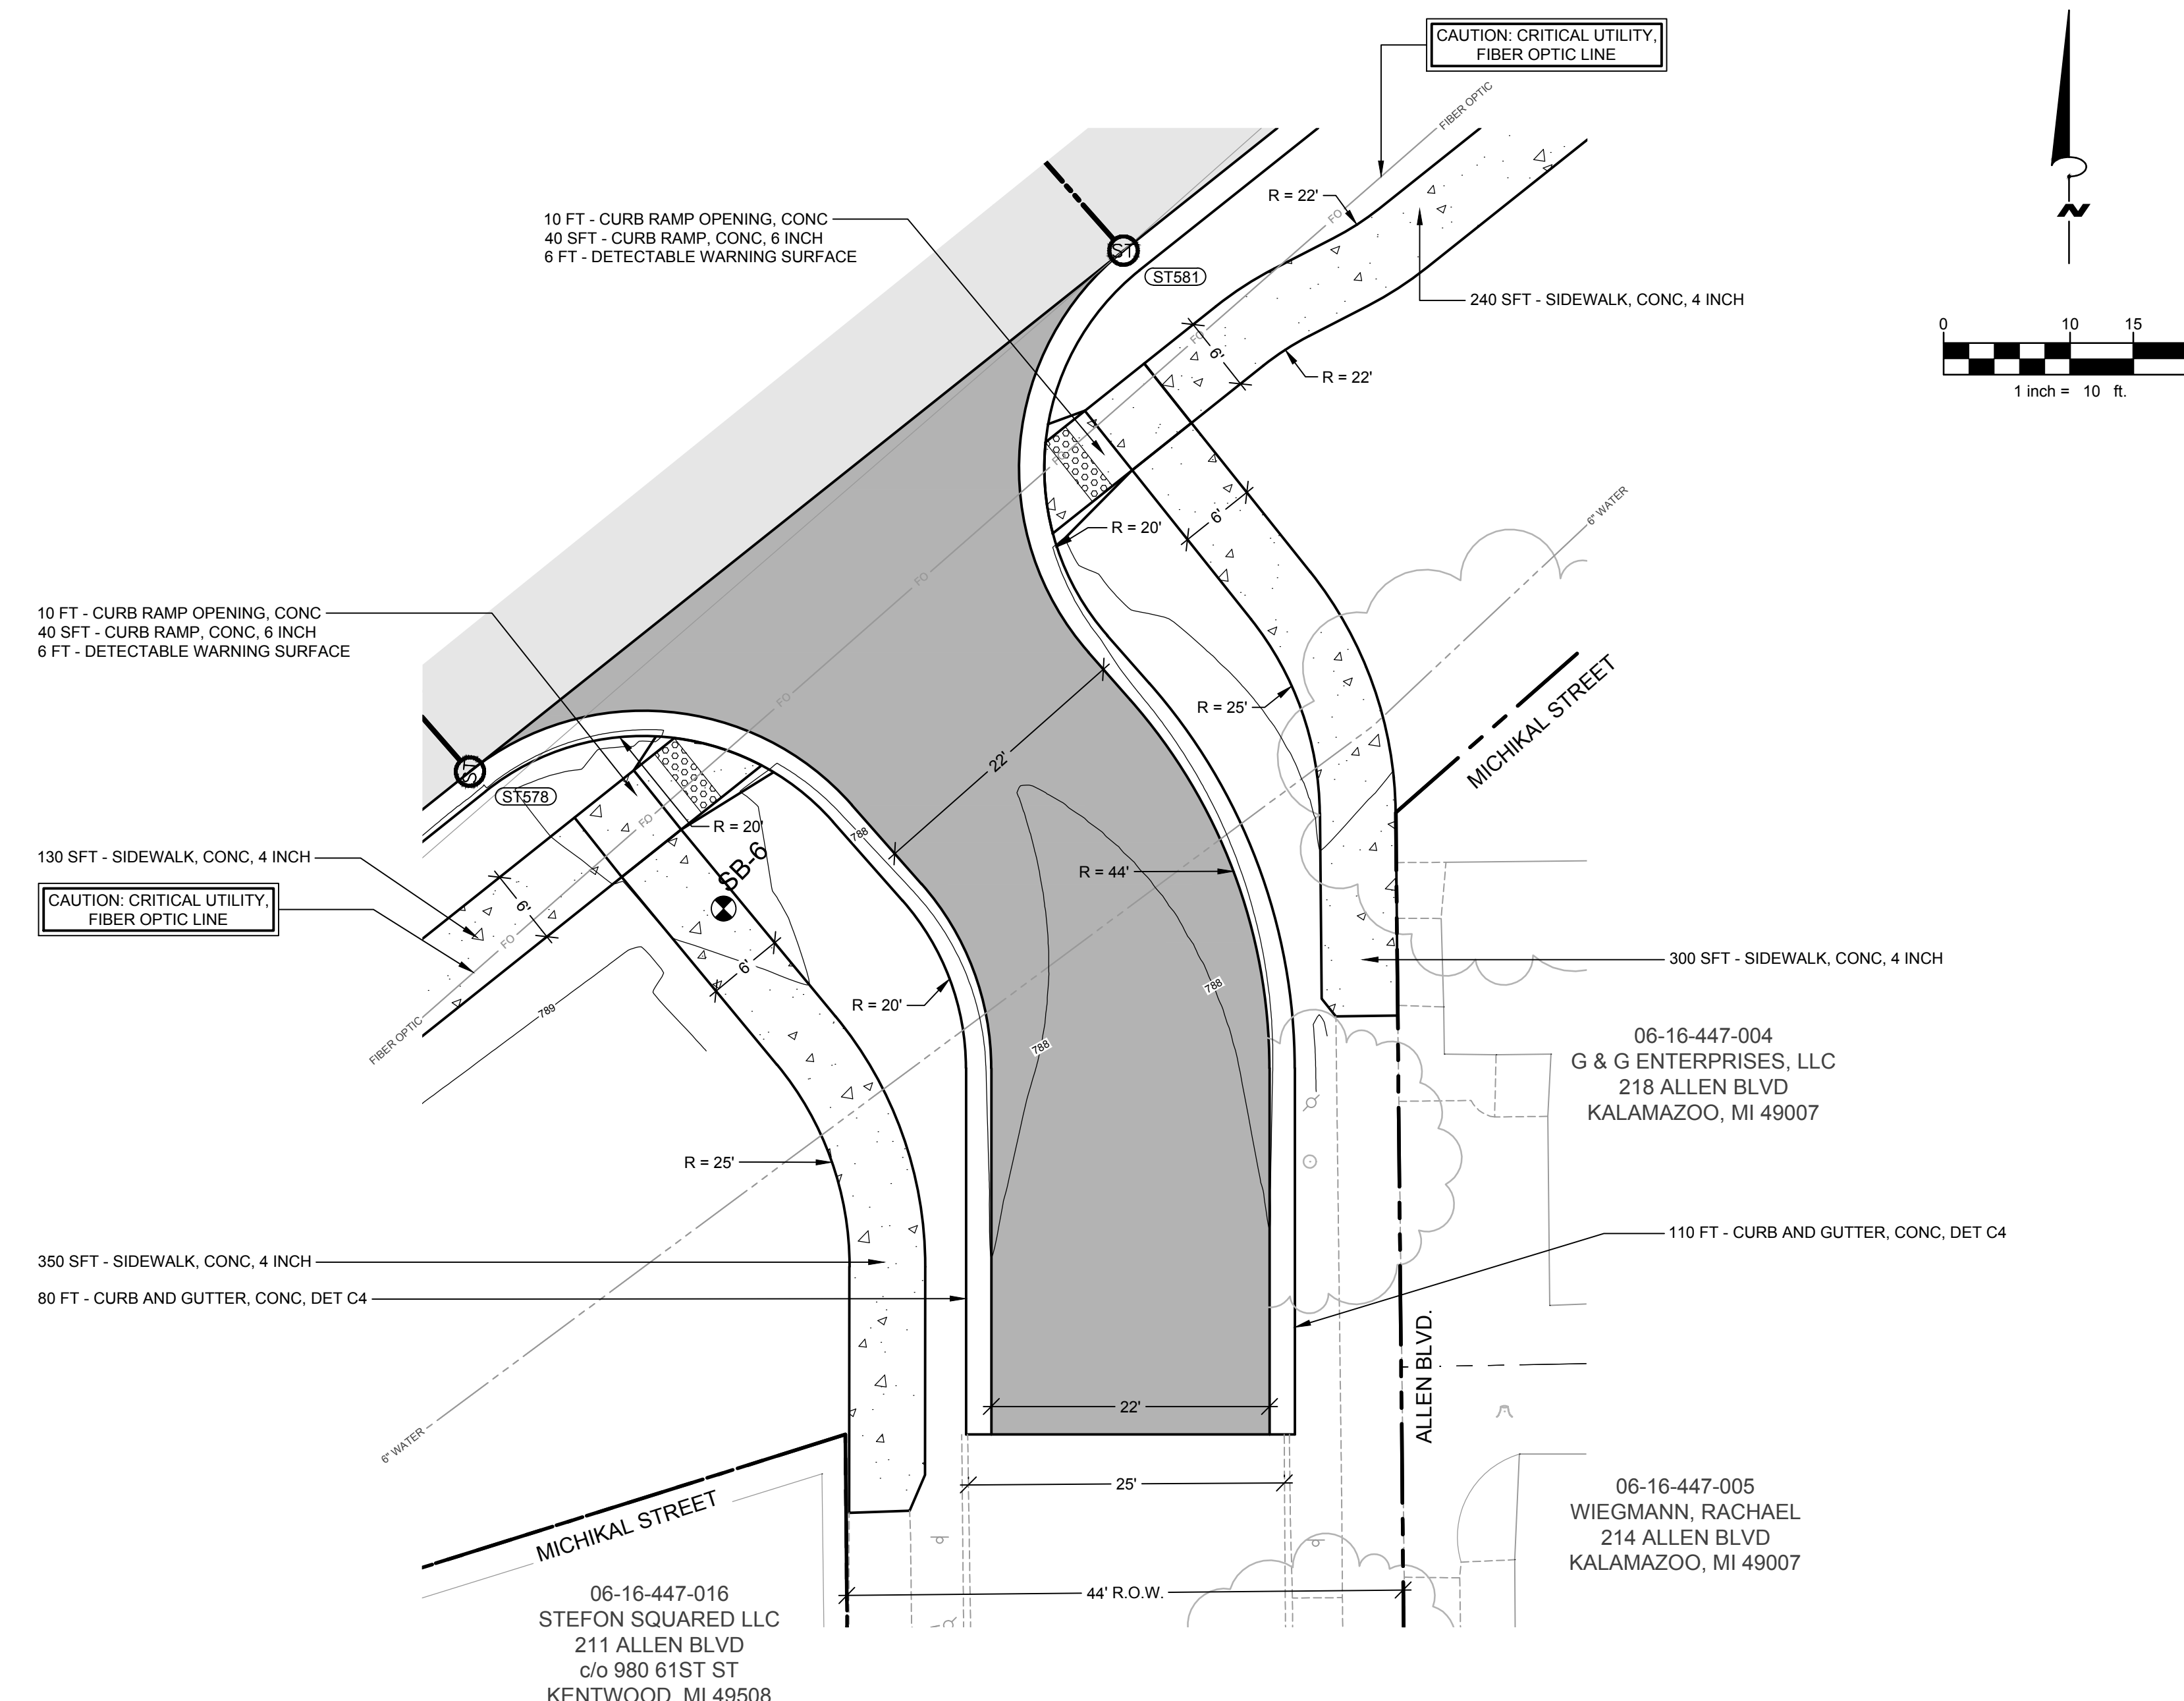 CAUTION: CRITICAL UTILITY,
FIBER OPTIC LINE
FIBER OPTIC
R = 22'
FO
10 FT - CURB RAMP OPENING, CONC
40 SFT - CURB RAMP, CONC, 6 INCH
6 FT - DETECTABLE WARNING SURFACE
ST
ST581
240 SFT - SIDEWALK, CONC, 4 INCH
N
0 10 15
1 inch = 10 ft.
FO
6'
R = 22'
FO
R = 20'
6'
6" WATER
FO
10 FT - CURB RAMP OPENING, CONC
40 SFT - CURB RAMP, CONC, 6 INCH
6 FT - DETECTABLE WARNING SURFACE
FO
R = 25'
MICHIKAL STREET
22'
ST
ST578
FO
R = 20'
788
130 SFT - SIDEWALK, CONC, 4 INCH
SB-6
R = 44'
CAUTION: CRITICAL UTILITY,
FIBER OPTIC LINE
6'
FO
6'
300 SFT - SIDEWALK, CONC, 4 INCH
788
R = 20'
789
FIBER OPTIC
788
06-16-447-004
G & G ENTERPRISES, LLC
218 ALLEN BLVD
KALAMAZOO, MI 49007
R = 25'
110 FT - CURB AND GUTTER, CONC, DET C4
350 SFT - SIDEWALK, CONC, 4 INCH
80 FT - CURB AND GUTTER, CONC, DET C4
ALLEN BLVD.
22'
6" WATER
25'
MICHIKAL STREET
06-16-447-005
WIEGMANN, RACHAEL
214 ALLEN BLVD
KALAMAZOO, MI 49007
44' R.O.W.
06-16-447-016
STEFON SQUARED LLC
211 ALLEN BLVD
c/o 980 61ST ST
KENTWOOD, MI 49508